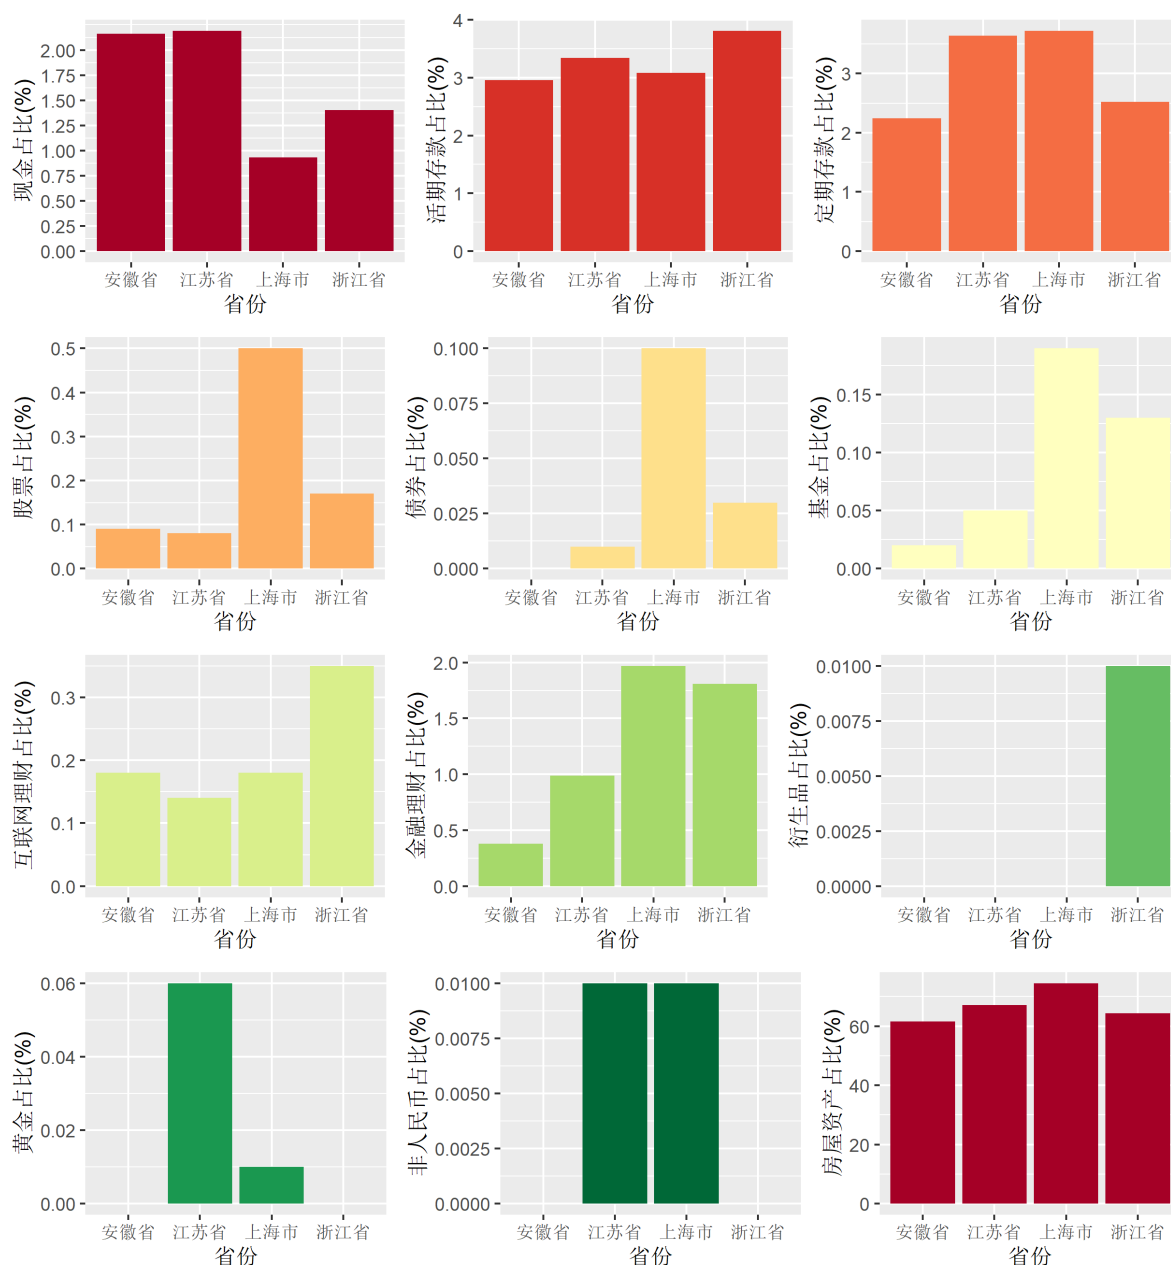 现金占比(%)
2.00
1.75
1.50
1.25
1.00
0.75
0.50
0.25
0.00
安徽省 江苏省 上海市 浙江省
省份
活期存款占比(%)
4
3
2
1
0
安徽省 江苏省 上海市 浙江省
省份
定期存款占比(%)
3
2
1
0
安徽省 江苏省 上海市 浙江省
省份
股票占比(%)
0.5
0.4
0.3
0.2
0.1
0.0
安徽省 江苏省 上海市 浙江省
省份
债券占比(%)
0.100
0.075
0.050
0.025
0.000
安徽省 江苏省 上海市 浙江省
省份
基金占比(%)
0.15
0.10
0.05
0.00
安徽省 江苏省 上海市 浙江省
省份
互联网理财占比(%)
0.3
0.2
0.1
0.0
安徽省 江苏省 上海市 浙江省
省份
金融理财占比(%)
2.0
1.5
1.0
0.5
0.0
安徽省 江苏省 上海市 浙江省
省份
衍生品占比(%)
0.0100
0.0075
0.0050
0.0025
0.0000
安徽省 江苏省 上海市 浙江省
省份
黄金占比(%)
0.06
0.04
0.02
0.00
安徽省 江苏省 上海市 浙江省
省份
非人民币占比(%)
0.0100
0.0075
0.0050
0.0025
0.0000
安徽省 江苏省 上海市 浙江省
省份
房屋资产占比(%)
60
40
20
0
安徽省 江苏省 上海市 浙江省
省份